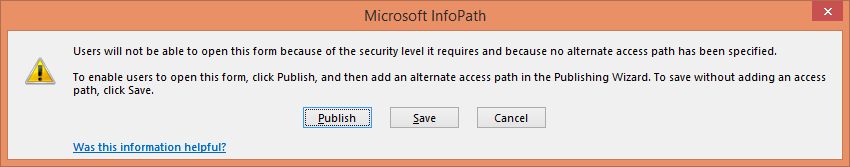 Microsoft InfoPath
Users will not be able to open this form because of the security level it requires and because no alternate access path has been specified.
To enable users to open this form, click Publish, and then add an alternate access path in the Publishing Wizard. To save without adding an access
path, click Save.
Publish Save Cancel
Was this information helpful?